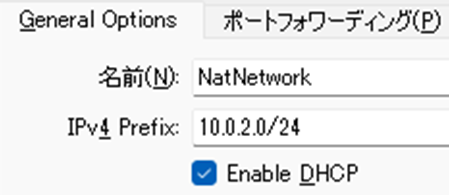 General Options ポートフォワーディング(P)
名前(N): NatNetwork
IPv4 Prefix: 10.0.2.0/24
Enable DHCP